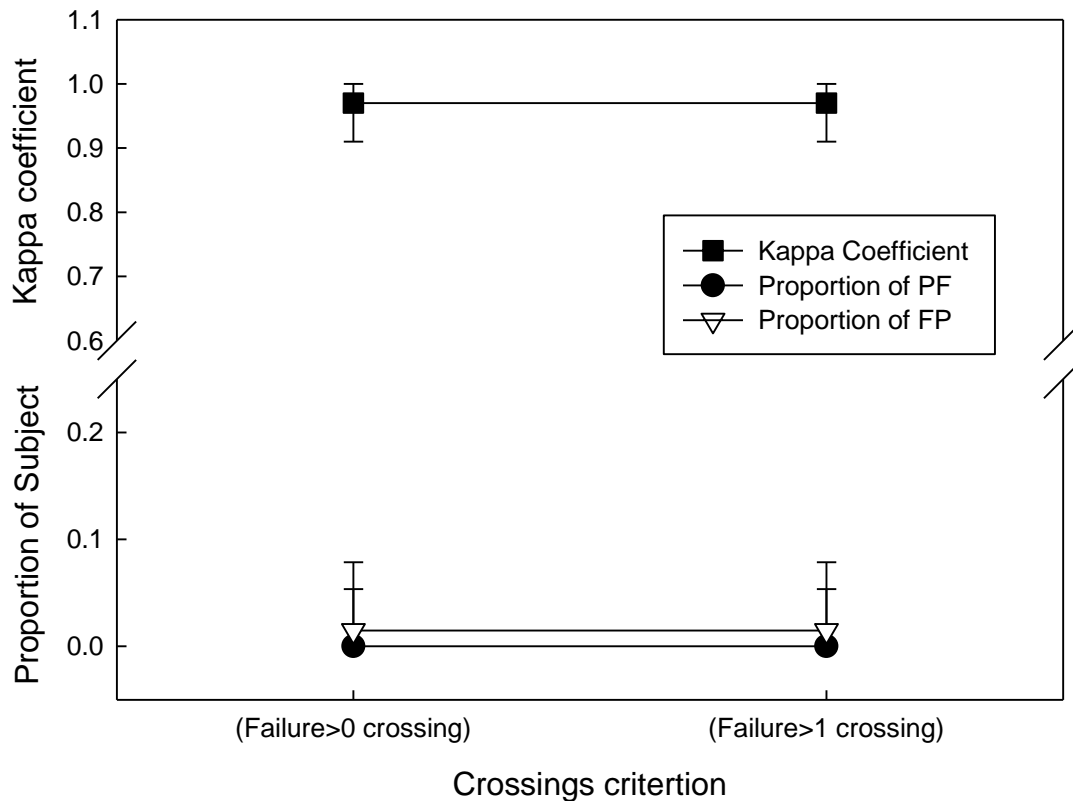 1.1
1.0
0.9
0.8
0.7
0.6
Kappa coefficient
Kappa Coefficient
Proportion of PF
Proportion of FP
0.2
0.1
0.0
Proportion of Subject
(Failure>0 crossing)
(Failure>1 crossing)
Crossings critertion